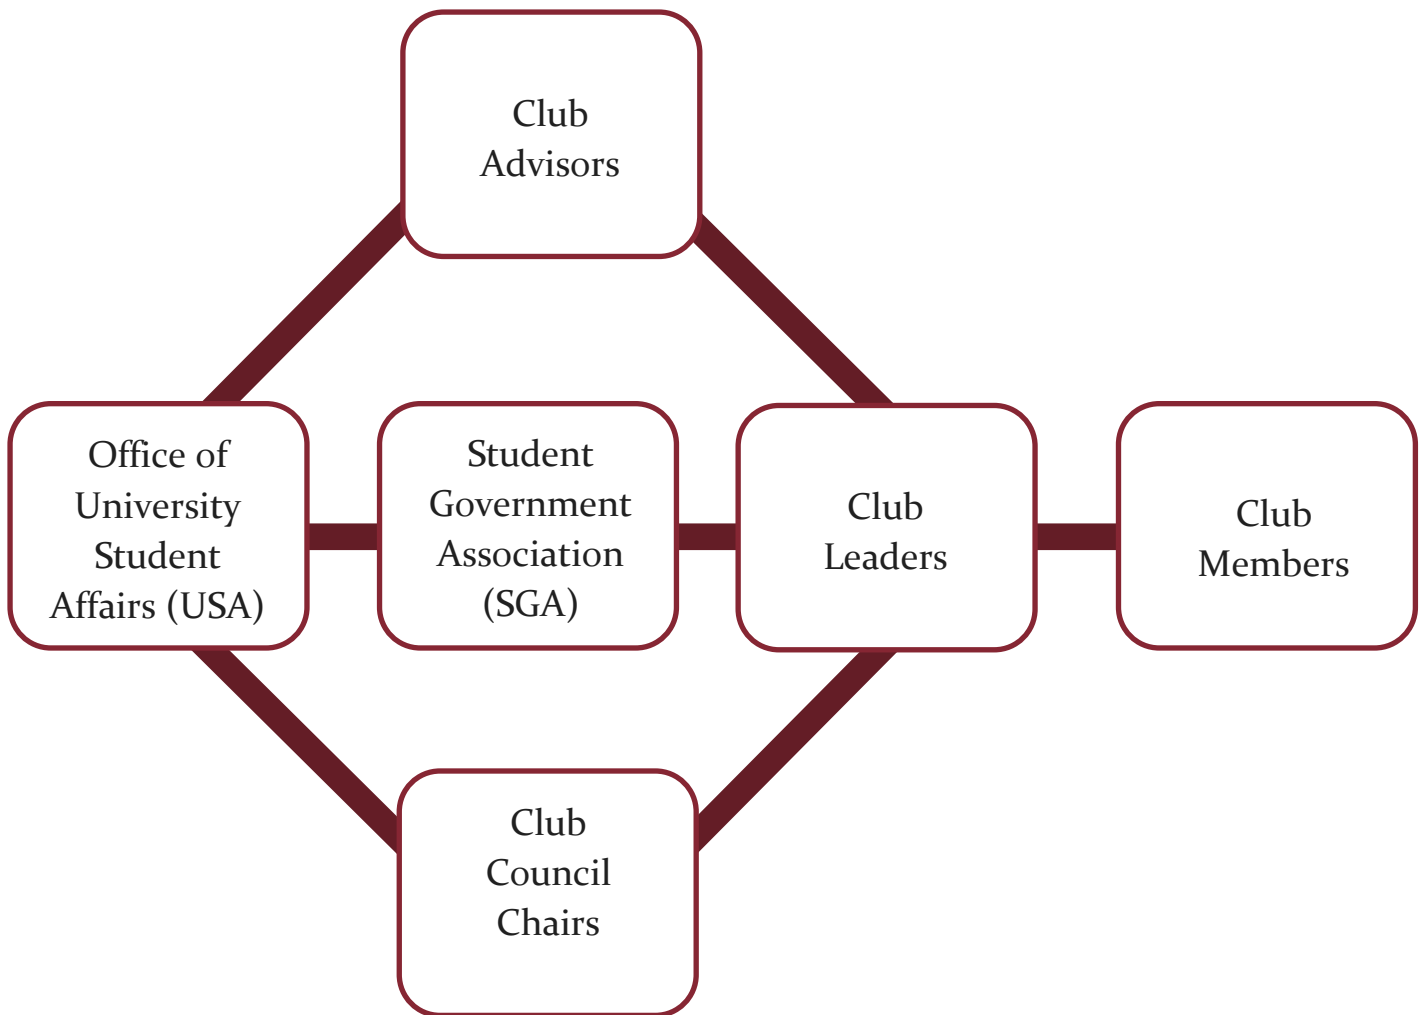 Club
Advisors
Office of
University
Student
Affairs (USA)
Student
Government
Association
(SGA)
Club
Leaders
Club
Members
Club
Council
Chairs